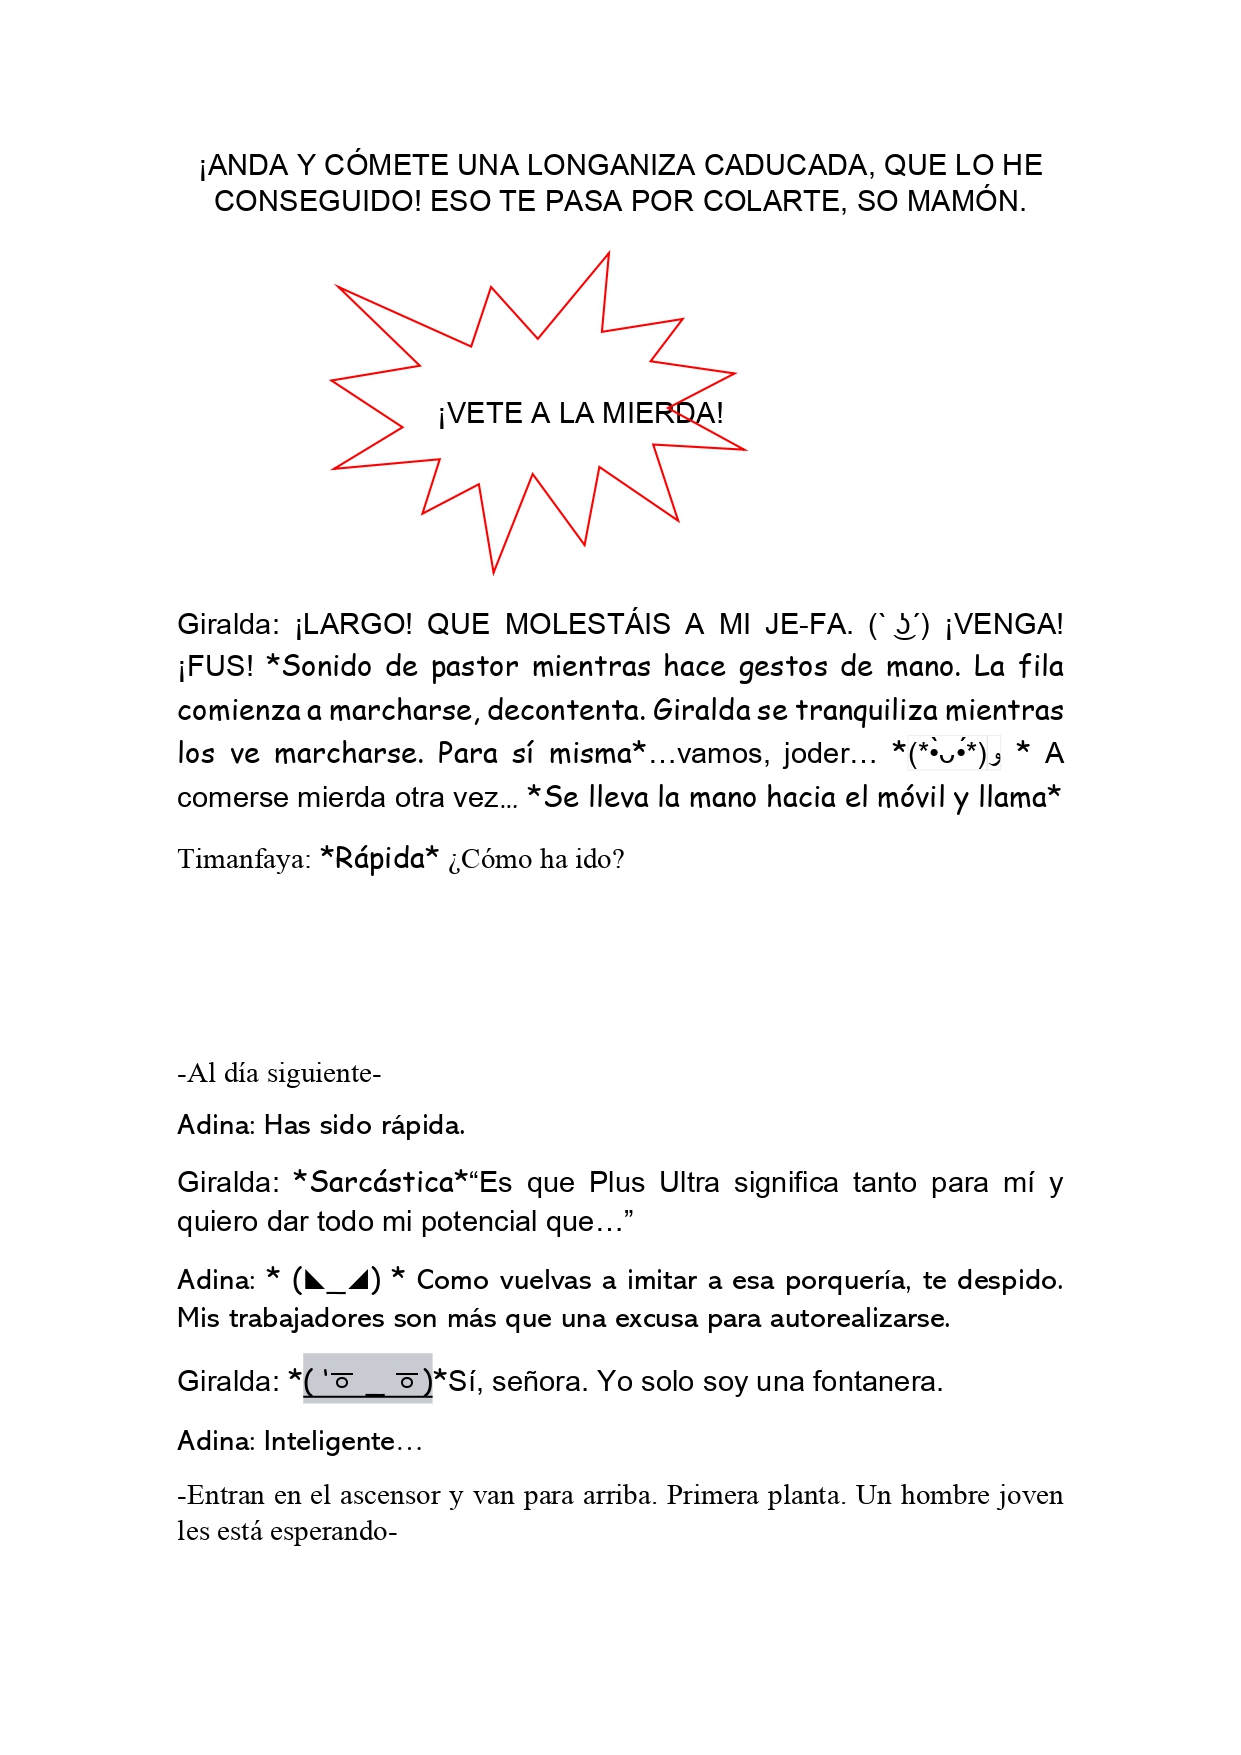 ¡ANDA Y CÓMETE UNA LONGANIZA CADUCADA, QUE LO HE
CONSEGUIDO! ESO TE PASA POR COLARTE, SO MAMÓN.
¡VETE A LA MIERDA!
Giralda: ¡LARGO! QUE MOLESTÁIS A MI JE-FA. (` ͜ʖ´) ¡VENGA!
¡FUS! *Sonido de pastor mientras hace gestos de mano. La fila
comienza a marcharse, decontenta. Giralda se tranquiliza mientras
los ve marcharse. Para sí misma*…vamos, joder… *(*•̀ᴗ•́*)و * A
comerse mierda otra vez… *Se lleva la mano hacia el móvil y llama*
Timanfaya: *Rápida* ¿Cómo ha ido?
-Al día siguiente-
Adina: Has sido rápida.
Giralda: *Sarcástica*“Es que Plus Ultra significa tanto para mí y
quiero dar todo mi potencial que…”
Adina: * (◣_◢) * Como vuelvas a imitar a esa porquería, te despido.
Mis trabajadores son más que una excusa para autorealizarse.
Giralda: *( ͡ಠ _ ͡ಠ)*Sí, señora. Yo solo soy una fontanera.
Adina: Inteligente…
-Entran en el ascensor y van para arriba. Primera planta. Un hombre joven
les está esperando-